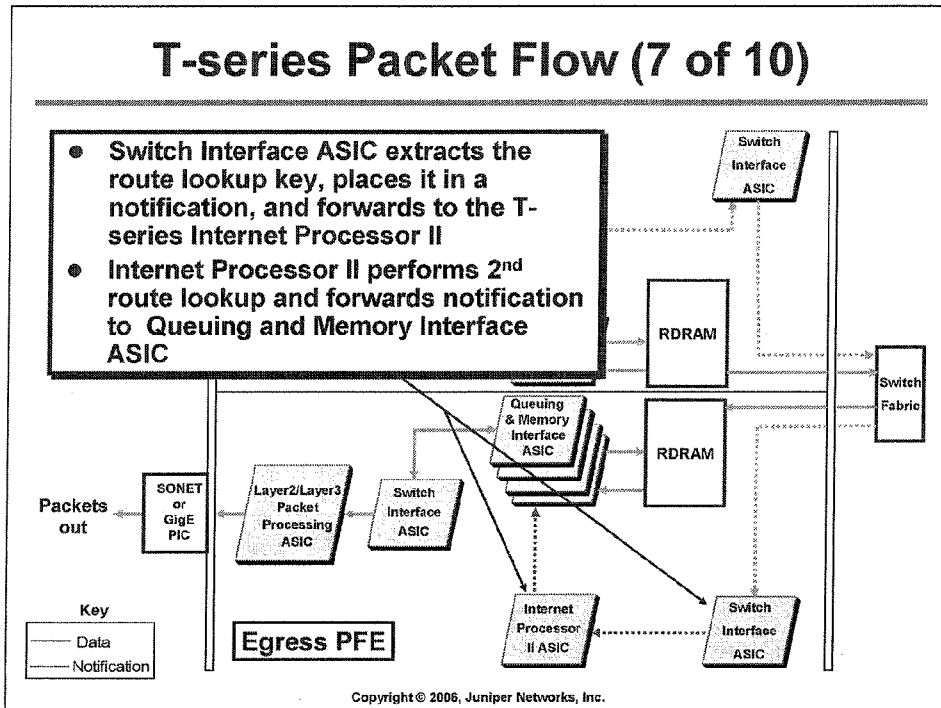 T-series Packet Flow (7 of 10)
• Switch Interface ASIC extracts the
route lookup key, places it in a
notification, and forwards to the T-
series Internet Processor II
• Internet Processor II performs 2nd
route lookup and forwards notification
to Queuing and Memory Interface
ASIC
Switch
Interface
ASIC
RDRAM
Switch
Fabric
Queuing
& Memory
Interface
ASIC
RDRAM
Packets
out
SONET
or
GigE
PIC
Layer2/Layer3
Packet
Processing
ASIC
Switch
Interface
ASIC
Internet
Processor
II ASIC
Switch
Interface
ASIC
Key
Data
Notification
Egress PFE
Copyright © 2006, Juniper Networks, Inc.